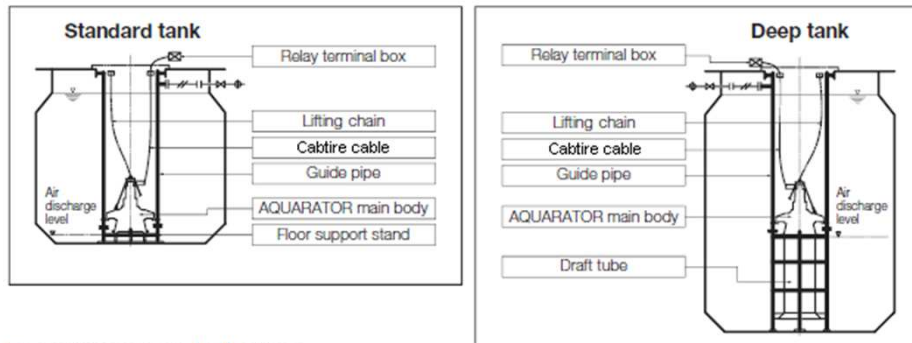 Standard tank
Relay terminal box
Lifting chain
Cabtire cable
Guide pipe
Air
discharge
level
AQUARATOR main body
Floor support stand
Deep tank
Relay terminal box
Lifting chain
Cabtire cable
Guide pipe
Air
discharge
level
AQUARATOR main body
Draft tube